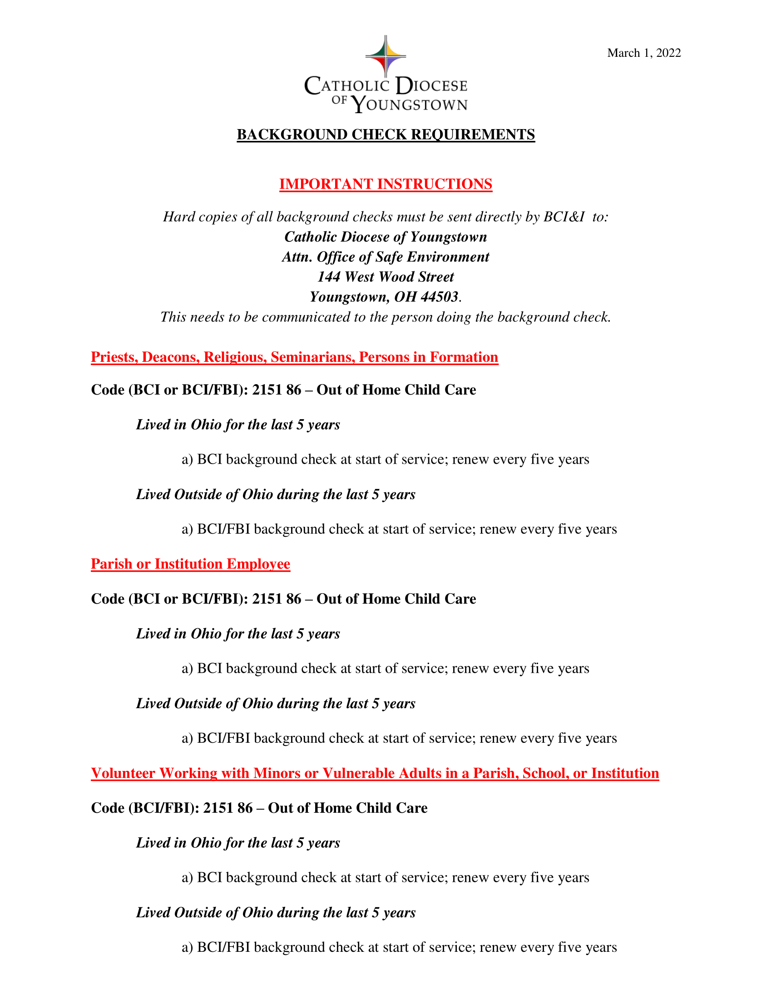 March 1, 2022
CATHOLIC DIOCESE
OF YOUNGSTOWN
BACKGROUND CHECK REQUIREMENTS
IMPORTANT INSTRUCTIONS
Hard copies of all background checks must be sent directly by BCI&I  to:
Catholic Diocese of Youngstown
Attn. Office of Safe Environment
144 West Wood Street
Youngstown, OH 44503.
This needs to be communicated to the person doing the background check.
Priests, Deacons, Religious, Seminarians, Persons in Formation
Code (BCI or BCI/FBI): 2151 86 – Out of Home Child Care
Lived in Ohio for the last 5 years
a) BCI background check at start of service; renew every five years
Lived Outside of Ohio during the last 5 years
a) BCI/FBI background check at start of service; renew every five years
Parish or Institution Employee
Code (BCI or BCI/FBI): 2151 86 – Out of Home Child Care
Lived in Ohio for the last 5 years
a) BCI background check at start of service; renew every five years
Lived Outside of Ohio during the last 5 years
a) BCI/FBI background check at start of service; renew every five years
Volunteer Working with Minors or Vulnerable Adults in a Parish, School, or Institution
Code (BCI/FBI): 2151 86 – Out of Home Child Care
Lived in Ohio for the last 5 years
a) BCI background check at start of service; renew every five years
Lived Outside of Ohio during the last 5 years
a) BCI/FBI background check at start of service; renew every five years